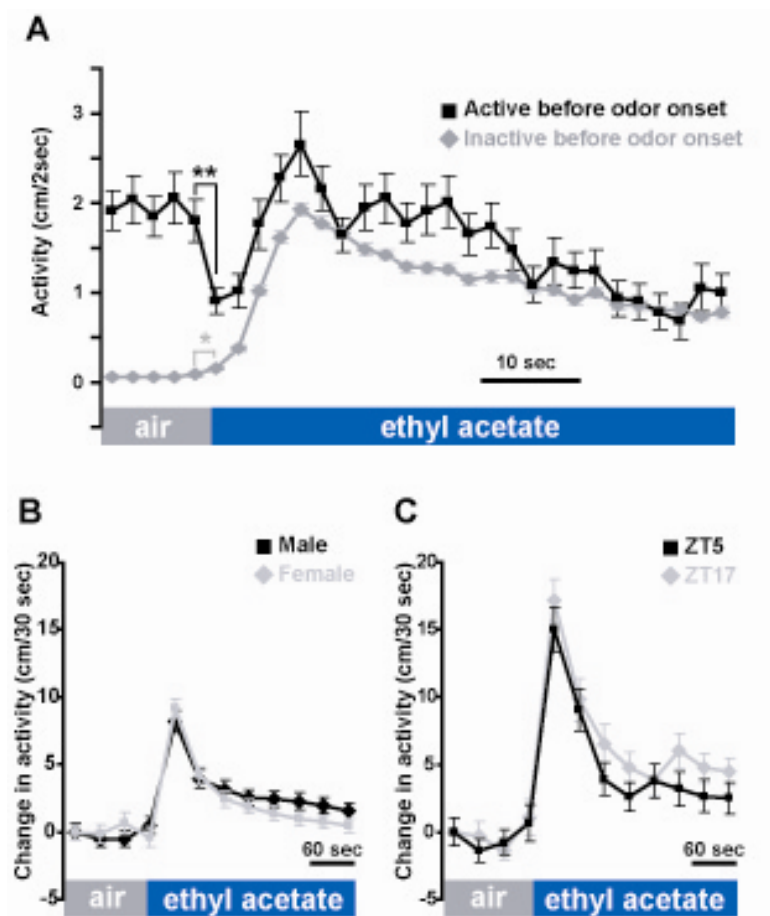 A
Activity (cm/2sec)
3
2
1
0
Active before odor onset
Inactive before odor onset
**
*
10 sec
air
ethyl acetate
B
Change in activity (cm/30 sec)
20
15
10
5
0
-5
Male
Female
60 sec
air
ethyl acetate
C
Change in activity (cm/30 sec)
20
15
10
5
0
-5
ZT5
ZT17
60 sec
air
ethyl acetate